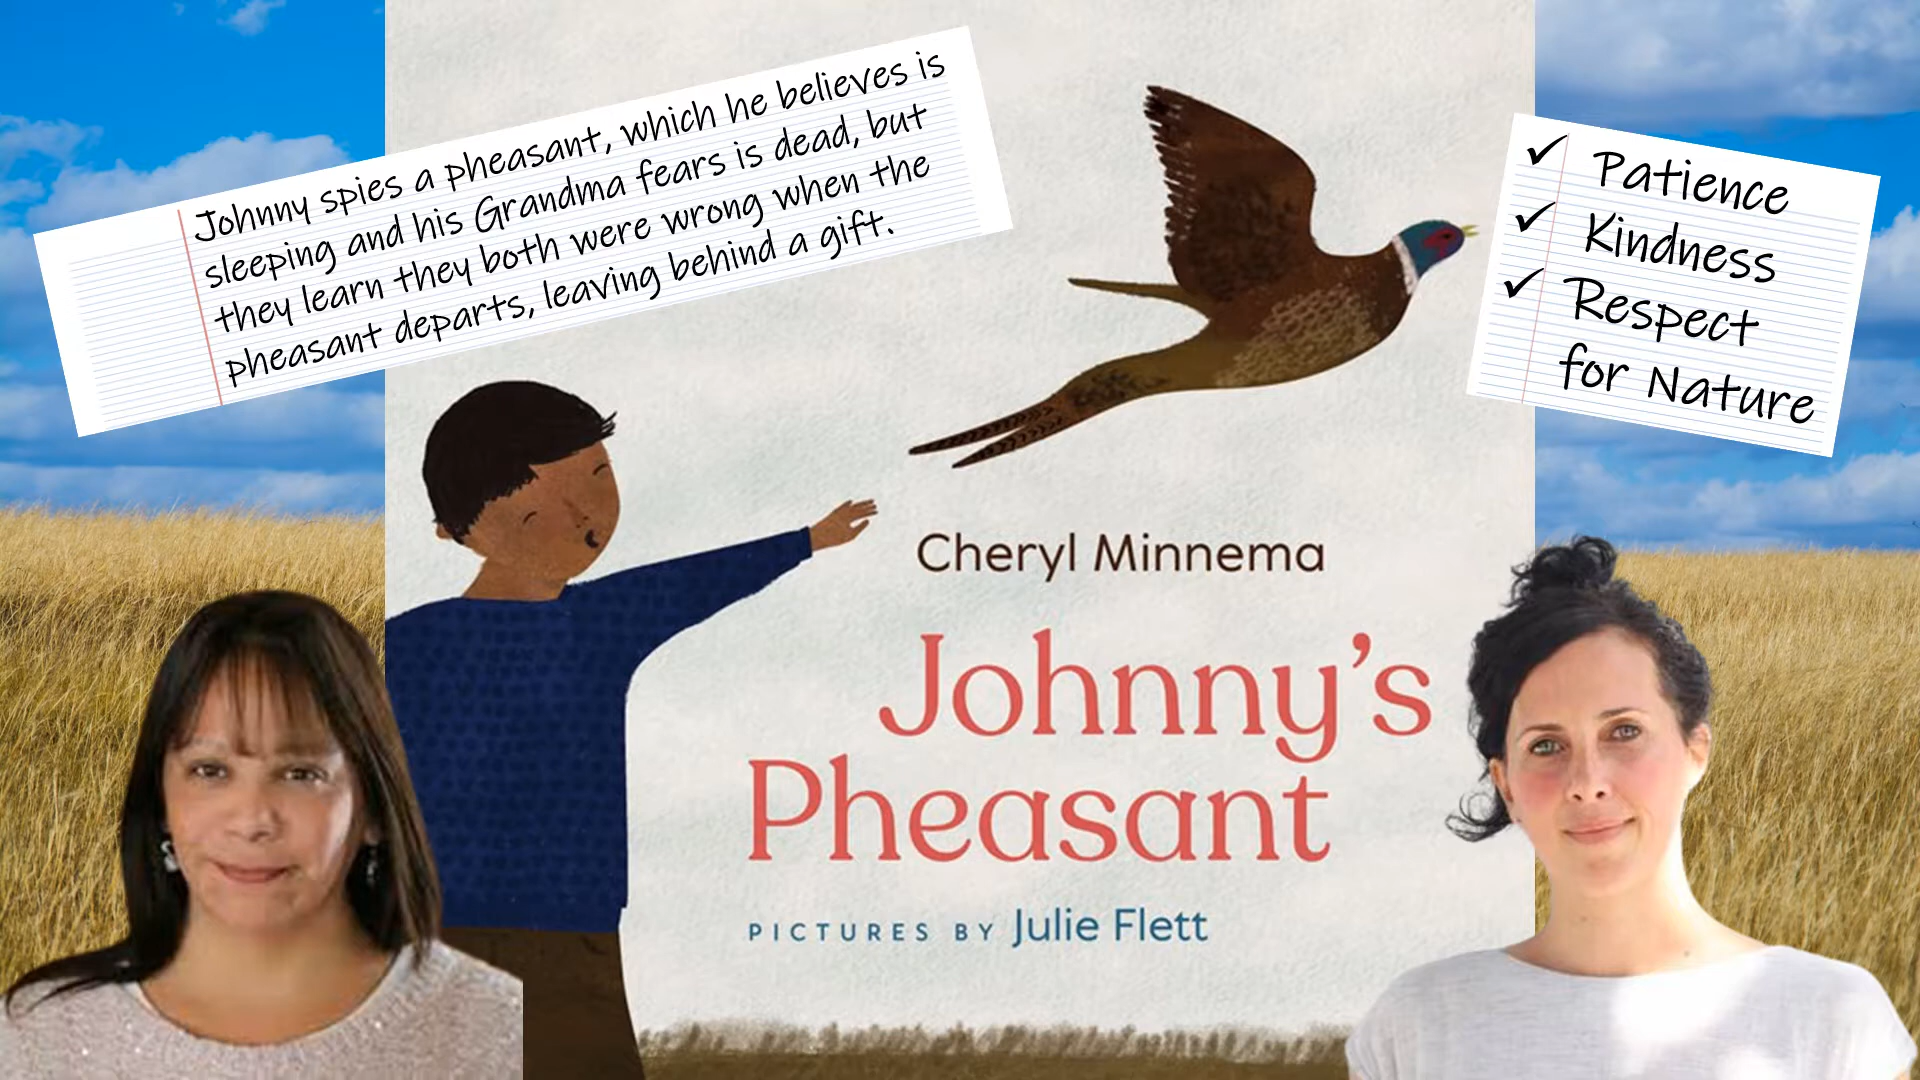 Johnny spies a pheasant, which he believes is
sleeping and his Grandma fears is dead, but
they learn they both were wrong when the
pheasant departs, leaving behind a gift.
✓ Patience
✓ Kindness
✓ Respect
for Nature
Cheryl Minnema
Johnny's
Pheasant
PICTURES BY Julie Flett